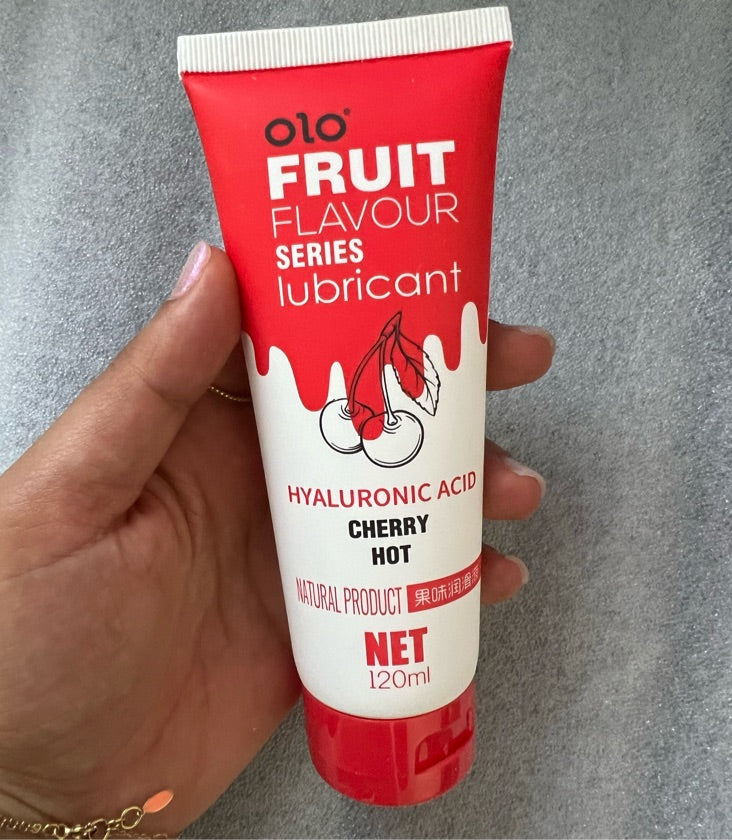 olo®
FRUIT
FLAVOUR
SERIES
lubricant
HYALURONIC ACID
CHERRY
HOT
NATURAL PRODUCT 果味润滑液
NET
120ml